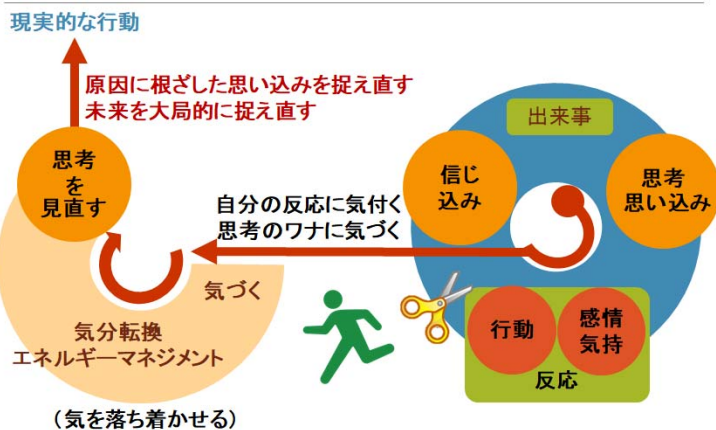 現実的な行動
原因に根ざした思い込みを捉え直す
未来を大局的に捉え直す
思考
を
見直す
自分の反応に気付く
思考のワナに気づく
気づく
気分転換
エネルギーマネジメント
（気を落ち着かせる）
出来事
信じ
込み
思考
思い込み
行動
感情
気持
反応